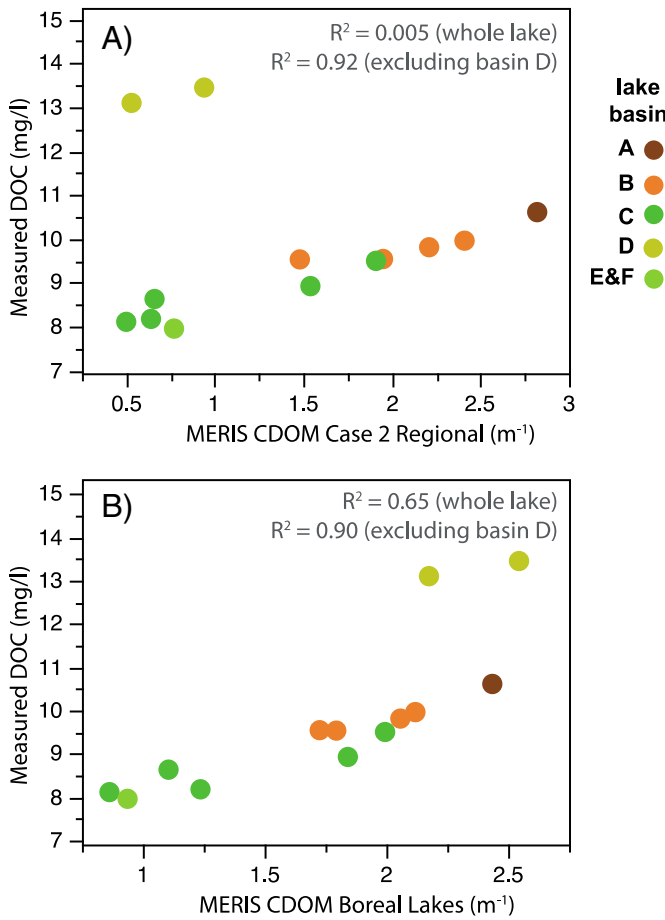 A)
R² = 0.005 (whole lake)
R² = 0.92 (excluding basin D)
Measured DOC (mg/l)
15
14
13
12
11
10
9
8
7
0.5
1
1.5
2
2.5
3
MERIS CDOM Case 2 Regional (m⁻¹)
lake
basin
A
B
C
D
E&F
B)
R² = 0.65 (whole lake)
R² = 0.90 (excluding basin D)
Measured DOC (mg/l)
15
14
13
12
11
10
9
8
7
1
1.5
2
2.5
MERIS CDOM Boreal Lakes (m⁻¹)